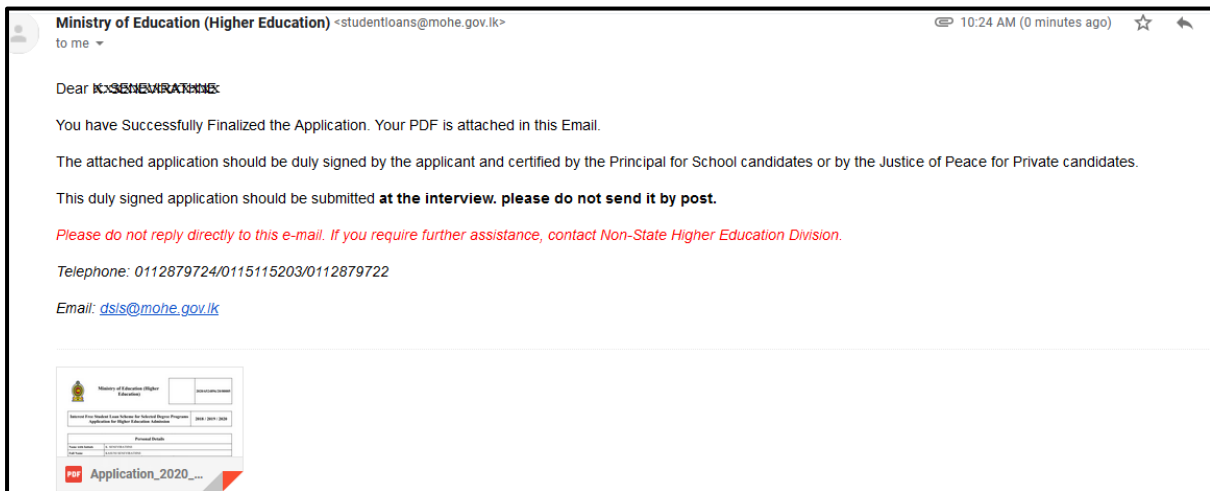 Ministry of Education (Higher Education) <studentloans@mohe.gov.lk>
10:24 AM (0 minutes ago)
to me
Dear K. SENEVIRATHNE
You have Successfully Finalized the Application. Your PDF is attached in this Email.
The attached application should be duly signed by the applicant and certified by the Principal for School candidates or by the Justice of Peace for Private candidates.
This duly signed application should be submitted at the interview. please do not send it by post.
Please do not reply directly to this e-mail. If you require further assistance, contact Non-State Higher Education Division.
Telephone: 0112879724/0115115203/0112879722
Email: dsls@mohe.gov.lk
Ministry of Education (Higher
Education)
Interest Free Student Loan Scheme for Selected Degree Programs
Application for Higher Education Admission
2018 / 2019 / 2020
Personal Details
PDF Application_2020_...